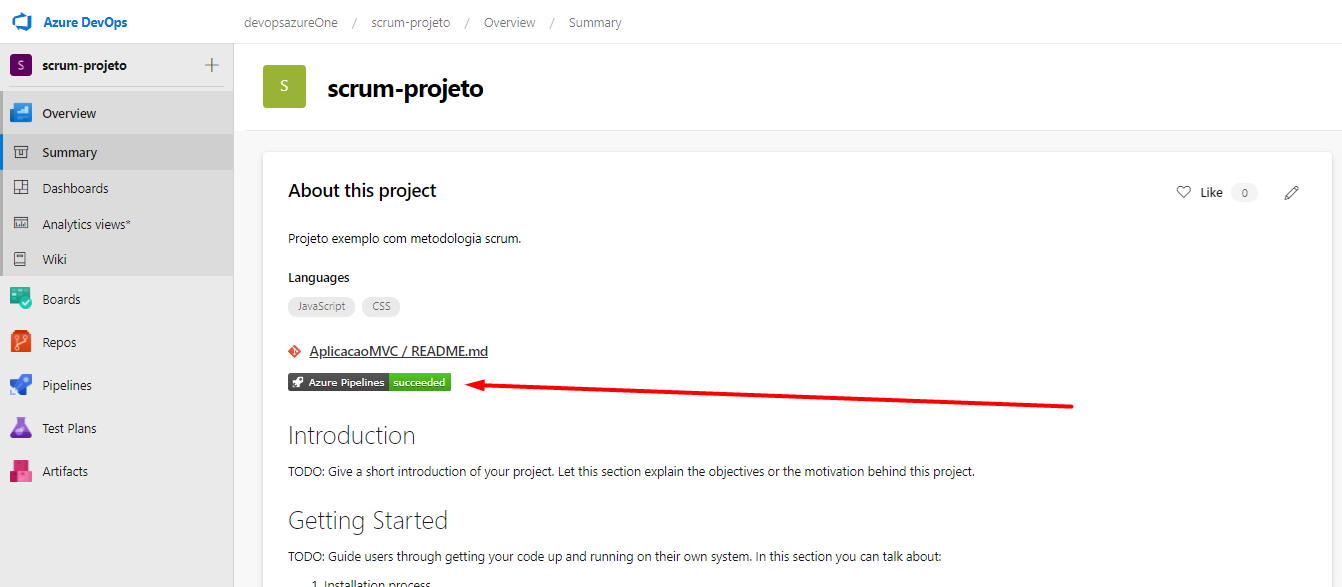 Azure DevOps
devopsazureOne / scrum-projeto / Overview / Summary
S scrum-projeto +
Overview
Summary
Dashboards
Analytics views*
Wiki
Boards
Repos
Pipelines
Test Plans
Artifacts
S scrum-projeto
About this project
Like 0
Projeto exemplo com metodologia scrum.
Languages
JavaScript CSS
AplicacaoMVC / README.md
Azure Pipelines succeeded
Introduction
TODO: Give a short introduction of your project. Let this section explain the objectives or the motivation behind this project.
Getting Started
TODO: Guide users through getting your code up and running on their own system. In this section you can talk about:
1. Installation process